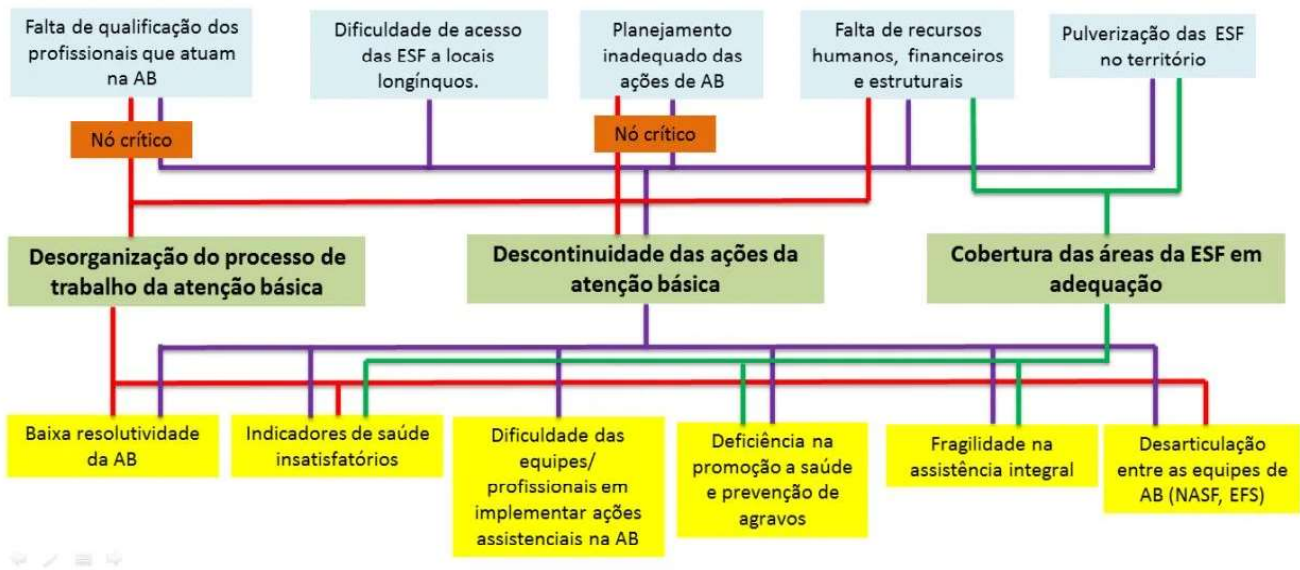 Falta de qualificação dos
profissionais que atuam
na AB
Dificuldade de acesso
das ESF a locais
longínquos.
Planejamento
inadequado das
ações de AB
Falta de recursos
humanos, financeiros
e estruturais
Pulverização das ESF
no território
Nó crítico
Nó crítico
Desorganização do processo de
trabalho da atenção básica
Descontinuidade das ações da
atenção básica
Cobertura das áreas da ESF em
adequação
Baixa resolutividade
da AB
Indicadores de saúde
insatisfatórios
Dificuldade das
equipes/
profissionais em
implementar ações
assistenciais na AB
Deficiência na
promoção a saúde
e prevenção de
agravos
Fragilidade na
assistência integral
Desarticulação
entre as equipes de
AB (NASF, EFS)